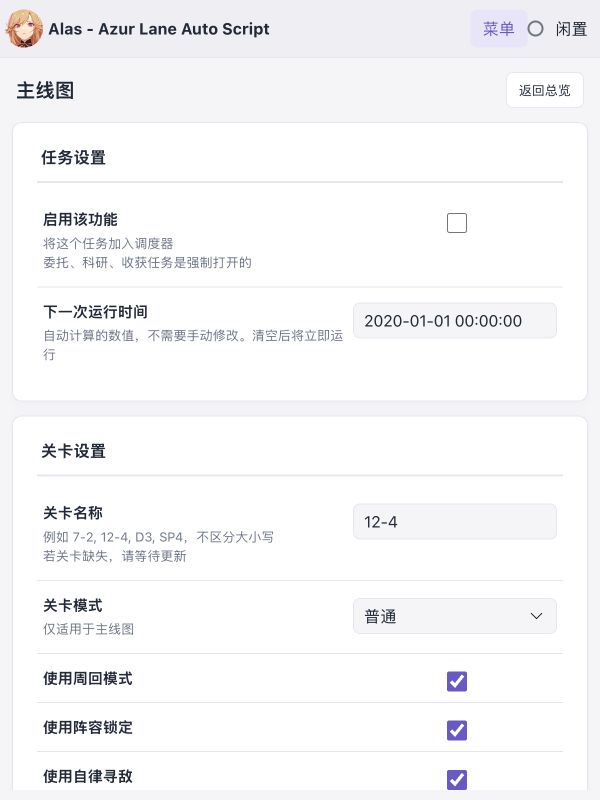 Alas - Azur Lane Auto Script
菜单
闲置
主线图
返回总览
任务设置
启用该功能
将这个任务加入调度器
委托、科研、收获任务是强制打开的
下一次运行时间
自动计算的数值，不需要手动修改。清空后将立即运
行
2020-01-01 00:00:00
关卡设置
关卡名称
例如 7-2, 12-4, D3, SP4，不区分大小写
若关卡缺失，请等待更新
12-4
关卡模式
仅适用于主线图
普通
使用周回模式
使用阵容锁定
使用自律寻敌